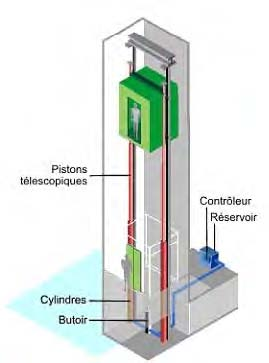 Pistons
télescopiques
Contrôleur
Réservoir
Cylindres
Butoir